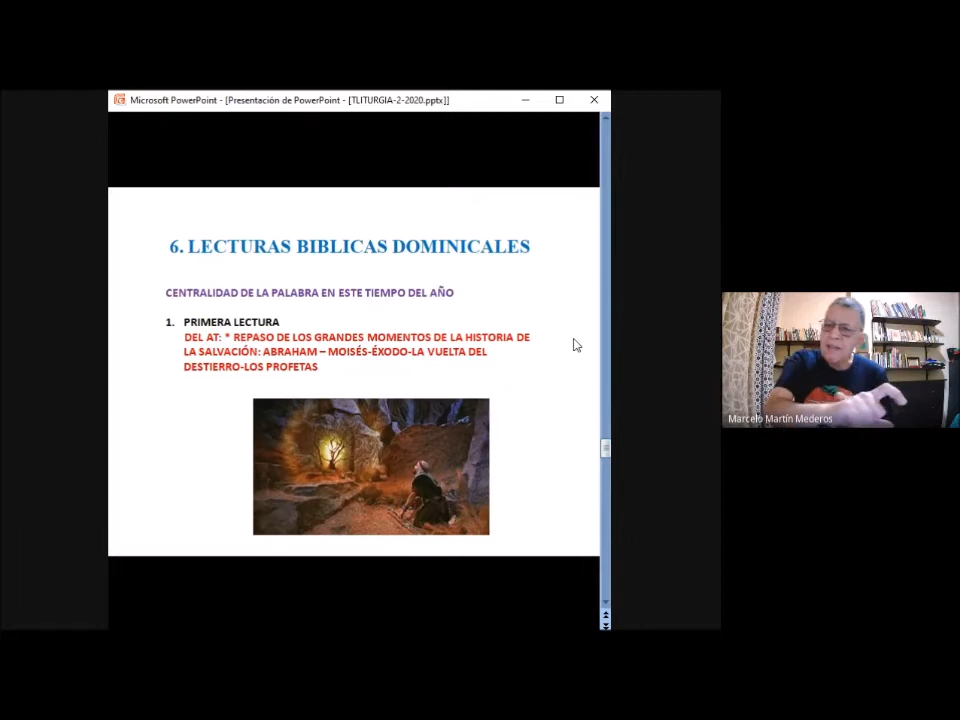 Microsoft PowerPoint - [Presentación de PowerPoint - [TLITURGIA-2-2020.pptx]]
6. LECTURAS BIBLICAS DOMINICALES
CENTRALIDAD DE LA PALABRA EN ESTE TIEMPO DEL AÑO
1. PRIMERA LECTURA
DEL AT: * REPASO DE LOS GRANDES MOMENTOS DE LA HISTORIA DE
LA SALVACIÓN: ABRAHAM – MOISÉS-ÉXODO-LA VUELTA DEL
DESTIERRO-LOS PROFETAS
Marcelo Martín Mederos